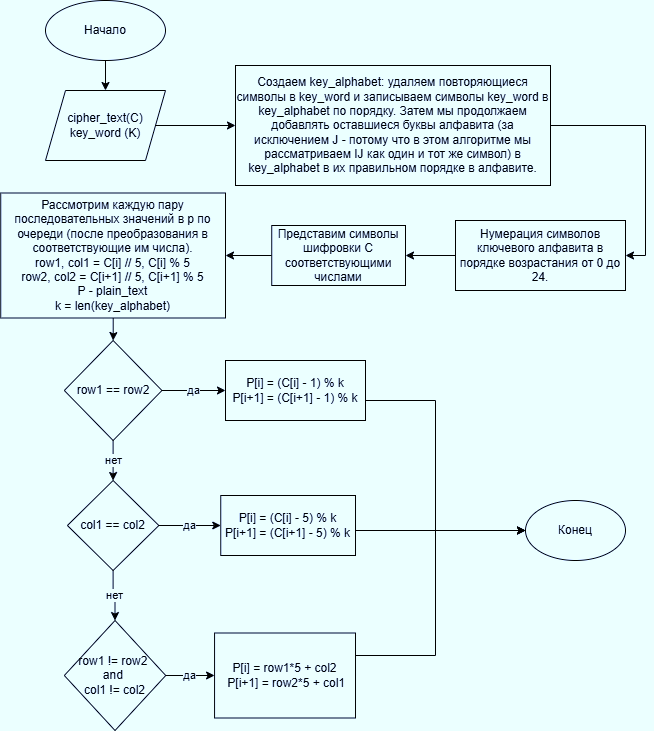 Начало
cipher_text(C)
key_word (K)
Создаем key_alphabet: удаляем повторяющиеся
символы в key_word и записываем символы key_word в
key_alphabet по порядку. Затем мы продолжаем
добавлять оставшиеся буквы алфавита (за
исключением J - потому что в этом алгоритме мы
рассматриваем IJ как один и тот же символ) в
key_alphabet в их правильном порядке в алфавите.
Нумерация символов
ключевого алфавита в
порядке возрастания от 0 до
24.
Представим символы
шифровки C
соответствующими
числами
Рассмотрим каждую пару
последовательных значений в p по
очереди (после преобразования в
соответствующие им числа).
row1, col1 = C[i] // 5, C[i] % 5
row2, col2 = C[i+1] // 5, C[i+1] % 5
P - plain_text
k = len(key_alphabet)
row1 == row2
да
P[i] = (C[i] - 1) % k
P[i+1] = (C[i+1] - 1) % k
нет
col1 == col2
да
P[i] = (C[i] - 5) % k
P[i+1] = (C[i+1] - 5) % k
Конец
нет
row1 != row2
and
col1 != col2
да
P[i] = row1*5 + col2
P[i+1] = row2*5 + col1